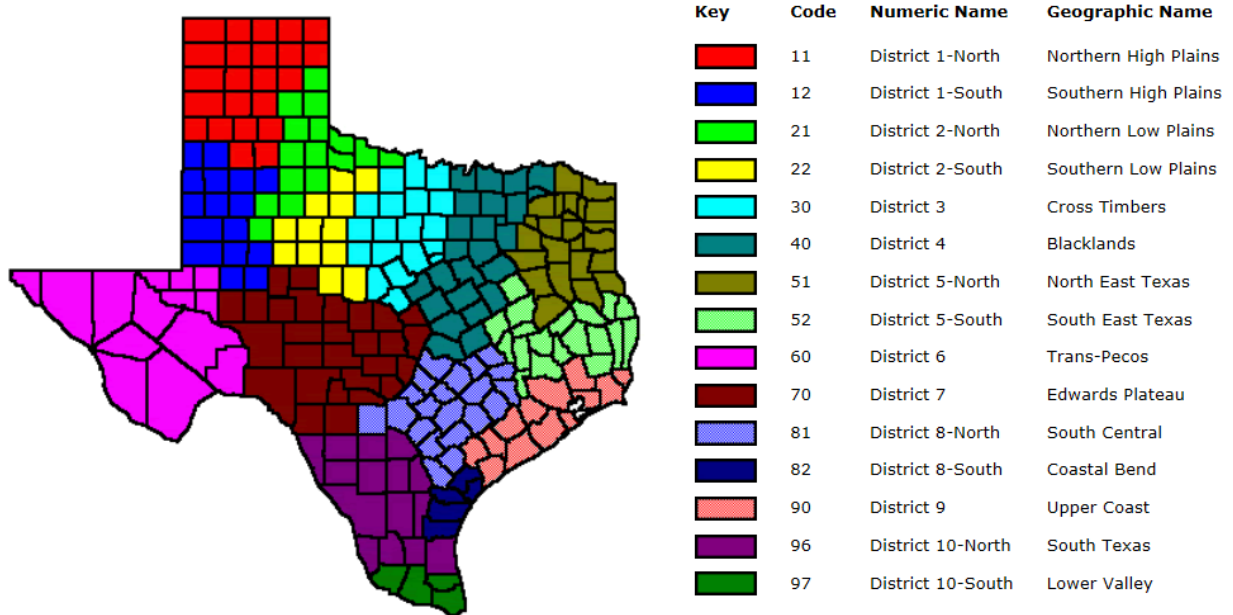 Key Code Numeric Name Geographic Name
11 District 1-North Northern High Plains
12 District 1-South Southern High Plains
21 District 2-North Northern Low Plains
22 District 2-South Southern Low Plains
30 District 3 Cross Timbers
40 District 4 Blacklands
51 District 5-North North East Texas
52 District 5-South South East Texas
60 District 6 Trans-Pecos
70 District 7 Edwards Plateau
81 District 8-North South Central
82 District 8-South Coastal Bend
90 District 9 Upper Coast
96 District 10-North South Texas
97 District 10-South Lower Valley